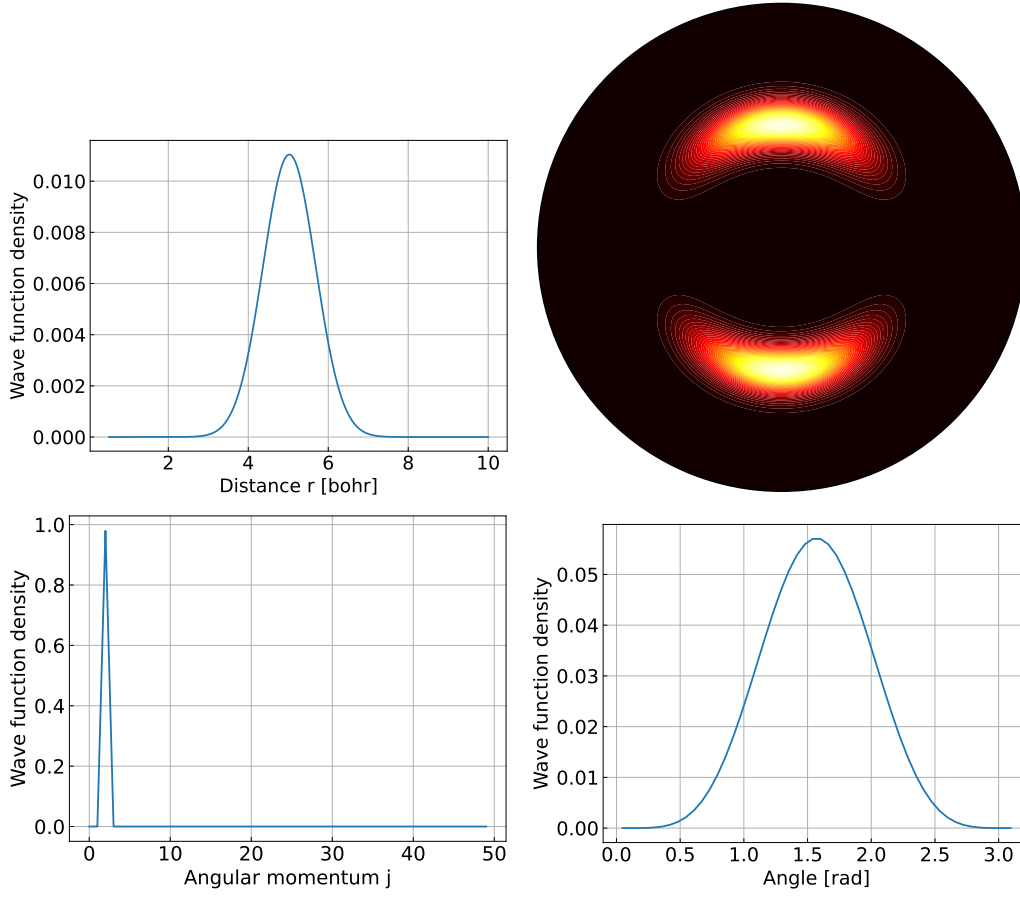 Wave function density
0.010
0.008
0.006
0.004
0.002
0.000
2 4 6 8 10
Distance r [bohr]
Wave function density
1.0
0.8
0.6
0.4
0.2
0.0
0 10 20 30 40 50
Angular momentum j
Wave function density
0.05
0.04
0.03
0.02
0.01
0.00
0.0 0.5 1.0 1.5 2.0 2.5 3.0
Angle [rad]